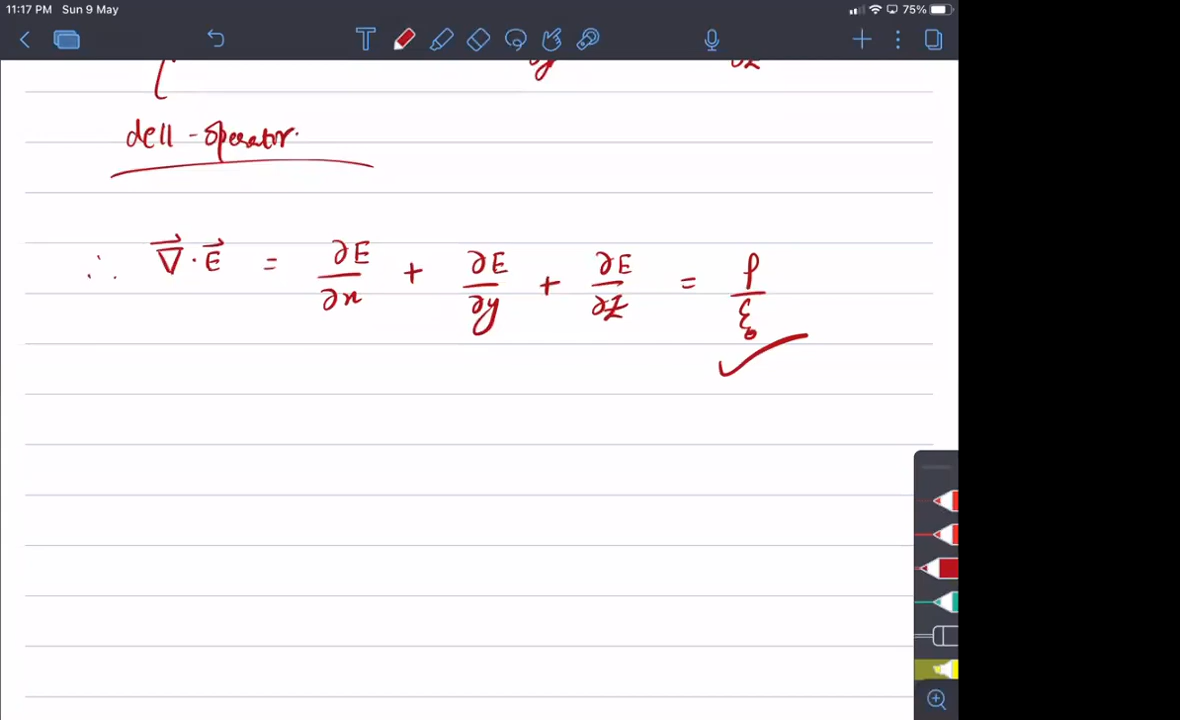 11:17 PM Sun 9 May 75%
T
∂y ∂z
dell - operator.
∴ ∇⃗ · E⃗ = ∂E/∂x + ∂E/∂y + ∂E/∂z = ρ/ε₀